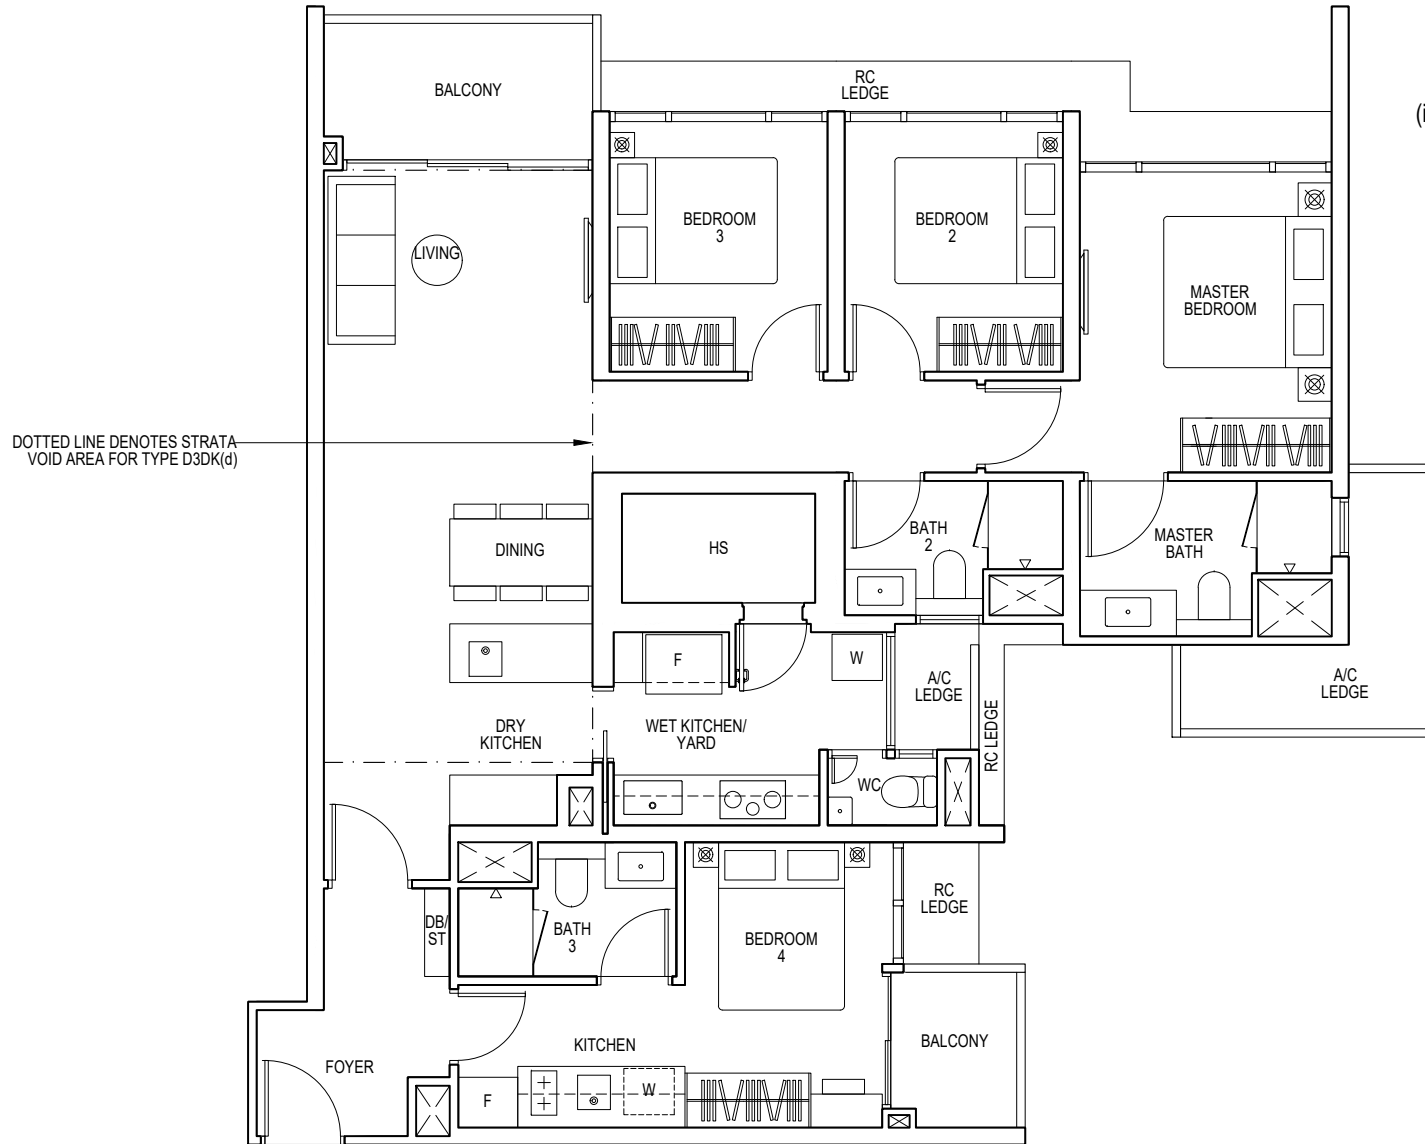 BALCONY
RC
LEDGE
(i
BEDROOM
3
BEDROOM
2
LIVING
MASTER
BEDROOM
DOTTED LINE DENOTES STRATA
VOID AREA FOR TYPE D3DK(d)
DINING
HS
BATH
2
MASTER
BATH
F
W
A/C
LEDGE
A/C
LEDGE
DRY
KITCHEN
WET KITCHEN/
YARD
RC LEDGE
WC
RC
LEDGE
DB/
ST
BATH
3
BEDROOM
4
BALCONY
KITCHEN
FOYER
F
W